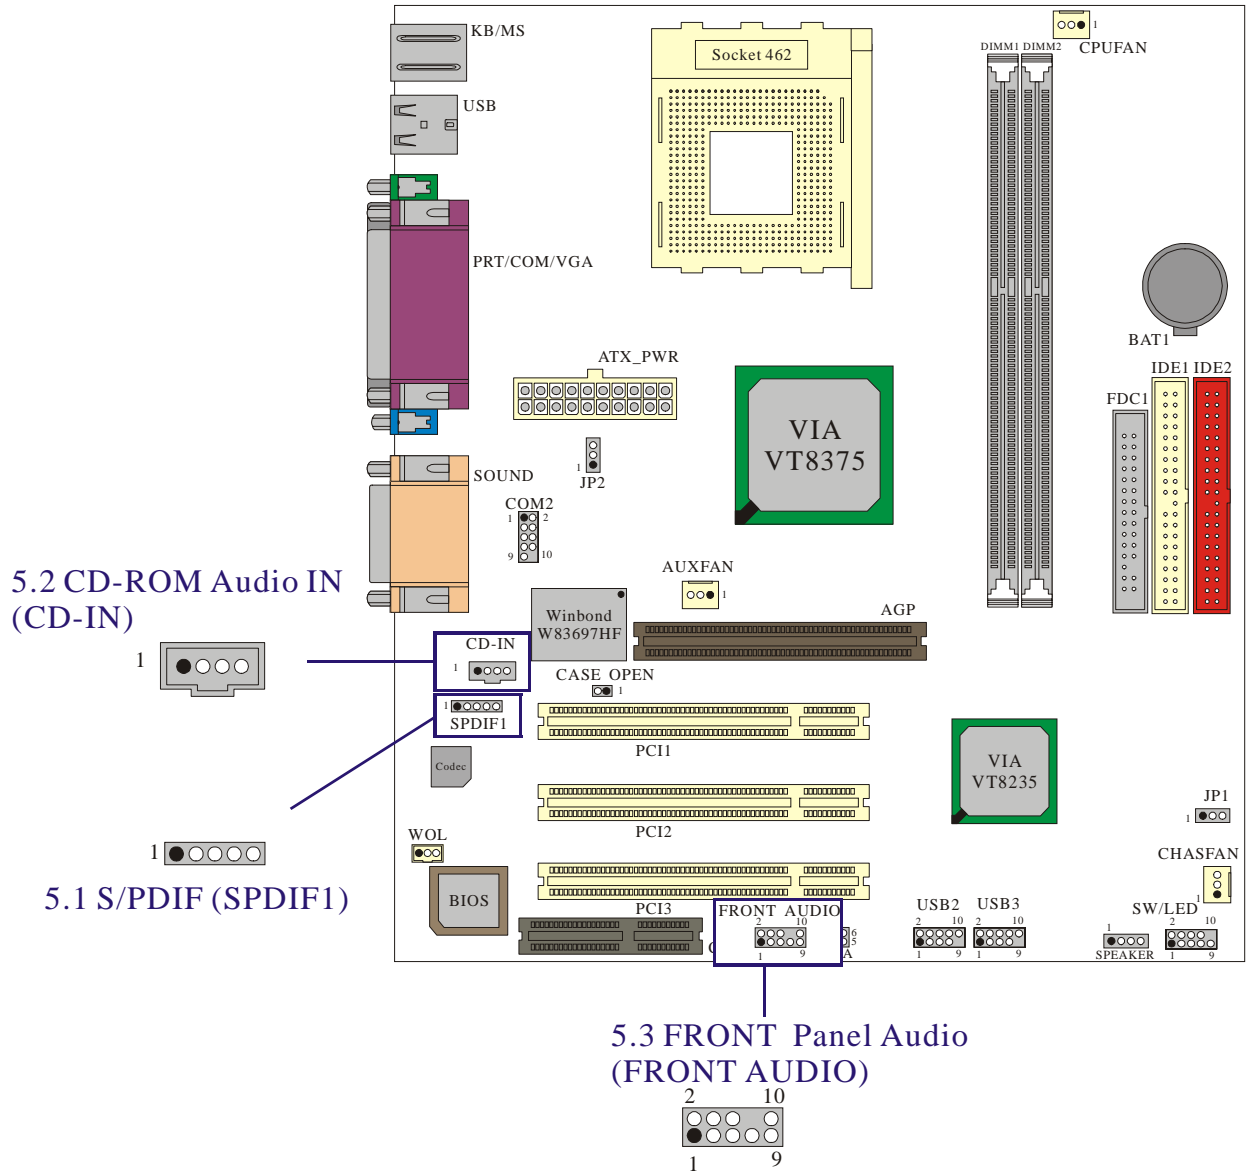 KB/MS
Socket 462
DIMM1 DIMM2
1
CPUFAN
USB
PRT/COM/VGA
BAT1
ATX_PWR
IDE1 IDE2
FDC1
VIA
VT8375
1
JP2
SOUND
COM2
1 2
9 10
5.2 CD-ROM Audio IN
(CD-IN)
1
AUXFAN
1
Winbond
W83697HF
AGP
CD-IN
1
CASE OPEN
1
1
SPDIF1
PCI1
Codec
VIA
VT8235
PCI2
JP1
1
WOL
1
5.1 S/PDIF (SPDIF1)
BIOS
PCI3
CHASFAN
1
FRONT AUDIO
2 10
1 9
6
5
A
USB2
2 10
1 9
USB3
2 10
1 9
1
SPEAKER
SW/LED
2 10
1 9
5.3 FRONT Panel Audio
(FRONT AUDIO)
2 10
1 9